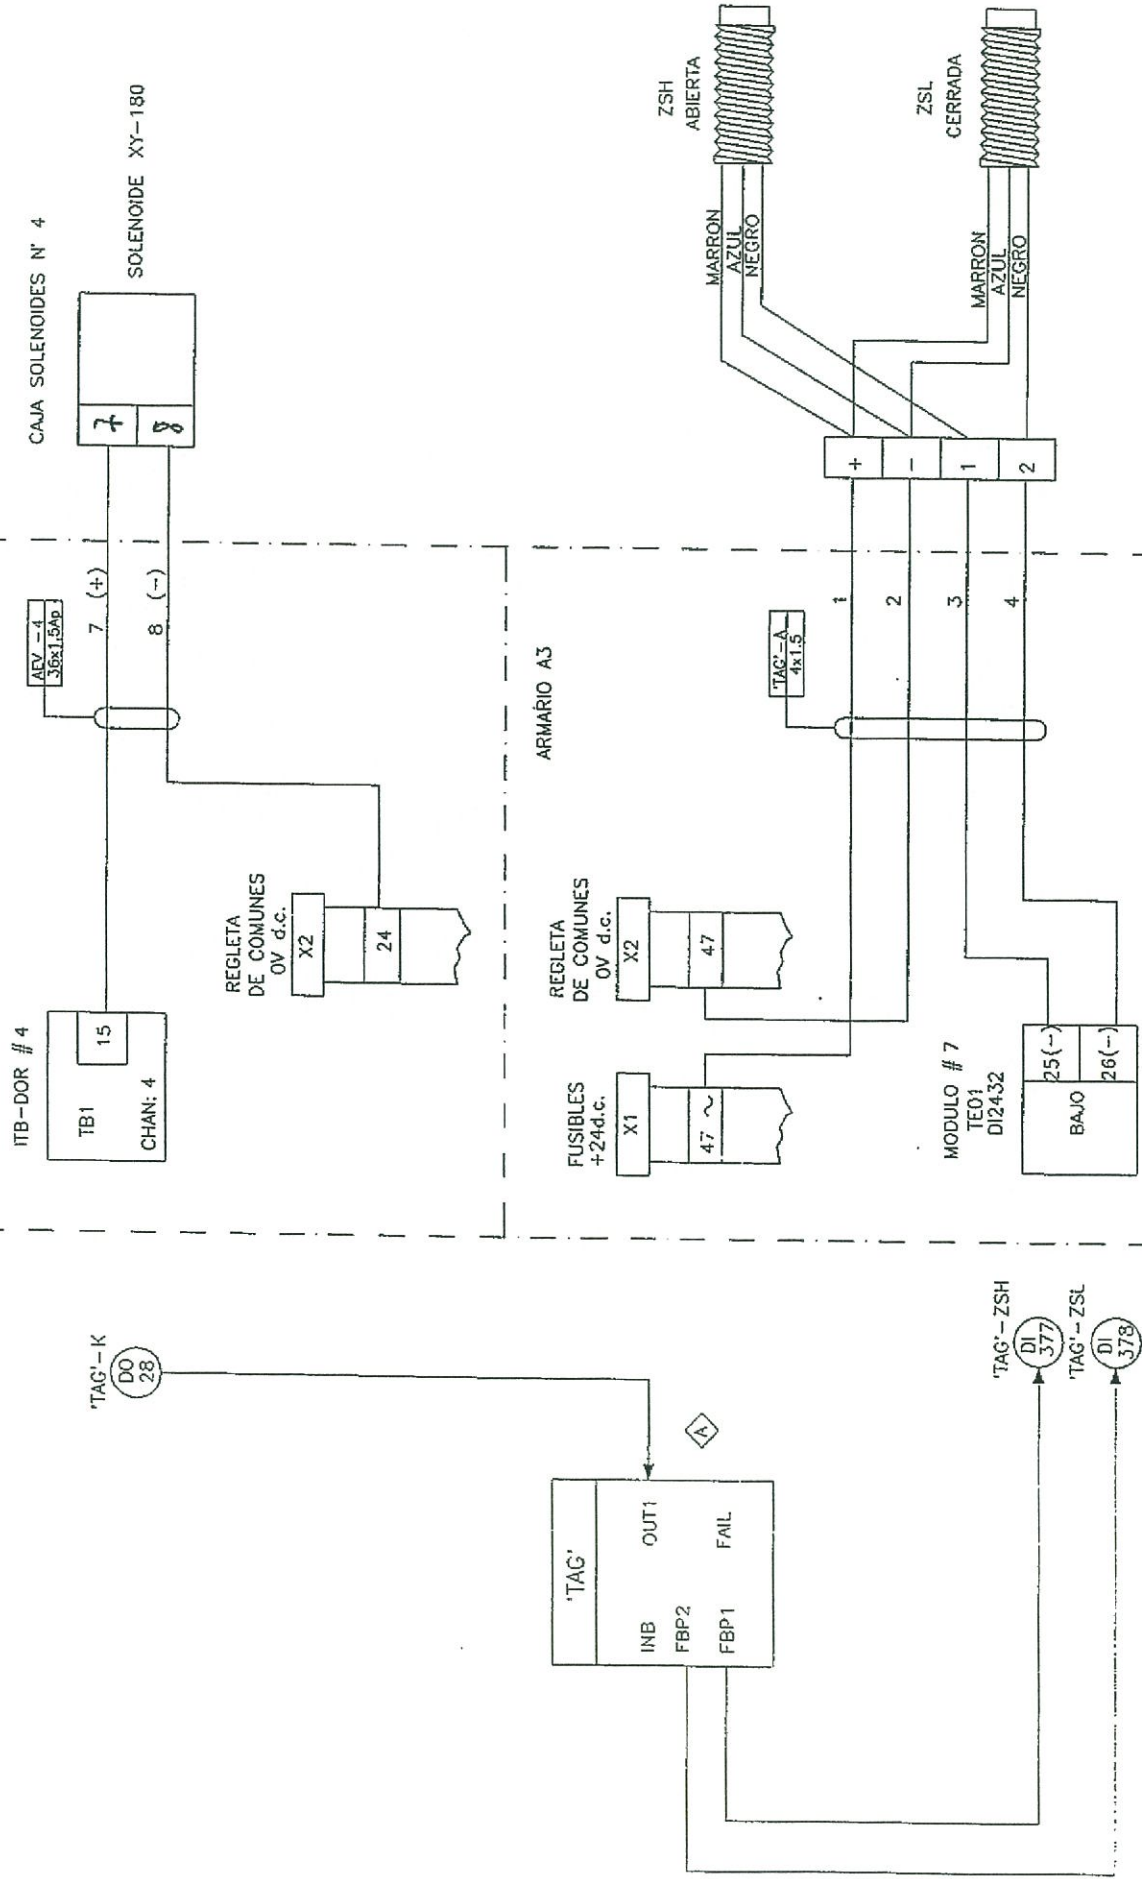 'TAG'-K
DO
28
ITB-DOR # 4
TB1
15
CHAN: 4
AEV -4
36x1.5Ap
7 (+)
8 (-)
CAJA SOLENOIDES N' 4
7
8
SOLENOIDE XY-180
REGLETA
DE COMUNES
0V d.c.
X2
24
ARMARIO A3
'TAG'
INB
OUT1
FBP2
FBP1
FAIL
A
FUSIBLES
+24d.c.
X1
47
REGLETA
DE COMUNES
0V d.c.
X2
47
'TAG'-A
4x1.5
1
2
3
4
+
-
1
2
MARRON
AZUL
NEGRO
ZSH
ABIERTA
MARRON
AZUL
NEGRO
ZSL
CERRADA
MODULO # 7
TE01
DI2432
BAJO
25(-)
26(-)
'TAG'-ZSH
DI
377
'TAG'-ZSL
DI
378